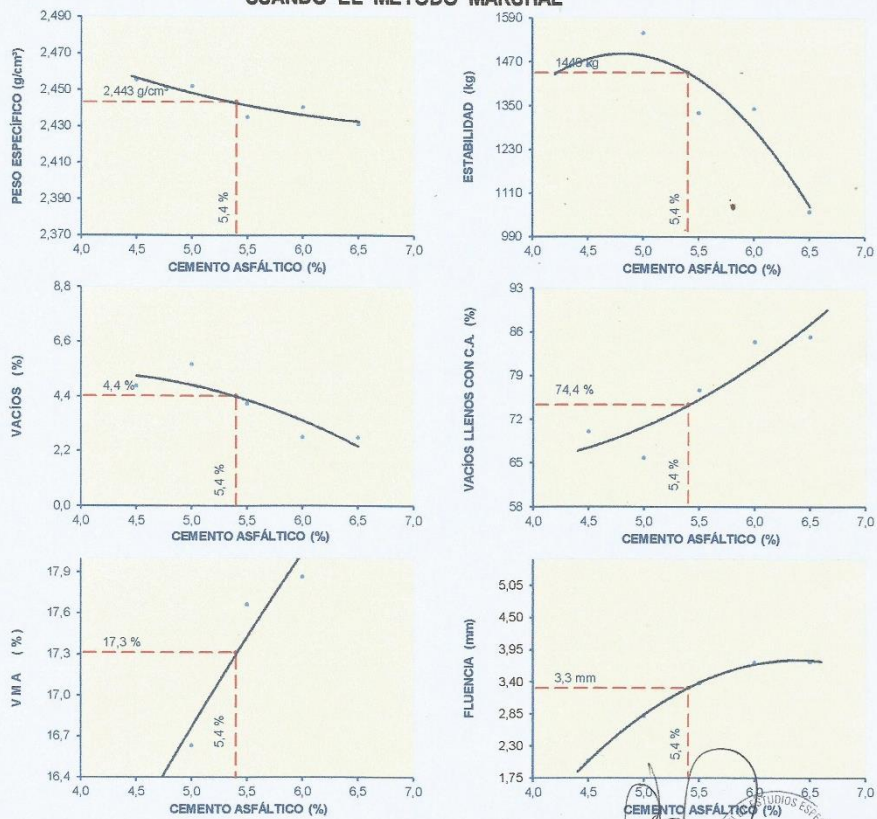 USANDO EL METODO MARSHAL
2,490
2,470
2,450
2,430
2,410
2,390
2,370
PESO ESPECÍFICO (g/cm³)
2,443 g/cm³
5,4 %
4,0 4,5 5,0 5,5 6,0 6,5 7,0
CEMENTO ASFÁLTICO (%)
1590
1470
1350
1230
1110
990
ESTABILIDAD (kg)
5,4 %
4,0 4,5 5,0 5,5 6,0 6,5 7,0
CEMENTO ASFÁLTICO (%)
8,8
6,6
4,4
2,2
0,0
VACÍOS (%)
4,4 %
5,4 %
4,0 4,5 5,0 5,5 6,0 6,5 7,0
CEMENTO ASFÁLTICO (%)
93
86
79
72
65
58
VACÍOS LLENOS CON C.A. (%)
74,4 %
5,4 %
4,0 4,5 5,0 5,5 6,0 6,5 7,0
CEMENTO ASFÁLTICO (%)
17,9
17,6
17,3
17,0
16,7
16,4
V M A (%)
17,3 %
5,4 %
4,0 4,5 5,0 5,5 6,0 6,5 7,0
CEMENTO ASFÁLTICO (%)
5,05
4,50
3,95
3,40
2,85
2,30
1,75
FLUENCIA (mm)
3,3 mm
5,4 %
4,0 4,5 5,0 5,5 6,0 6,5 7,0
CEMENTO ASFÁLTICO (%)
ESTUDIOS